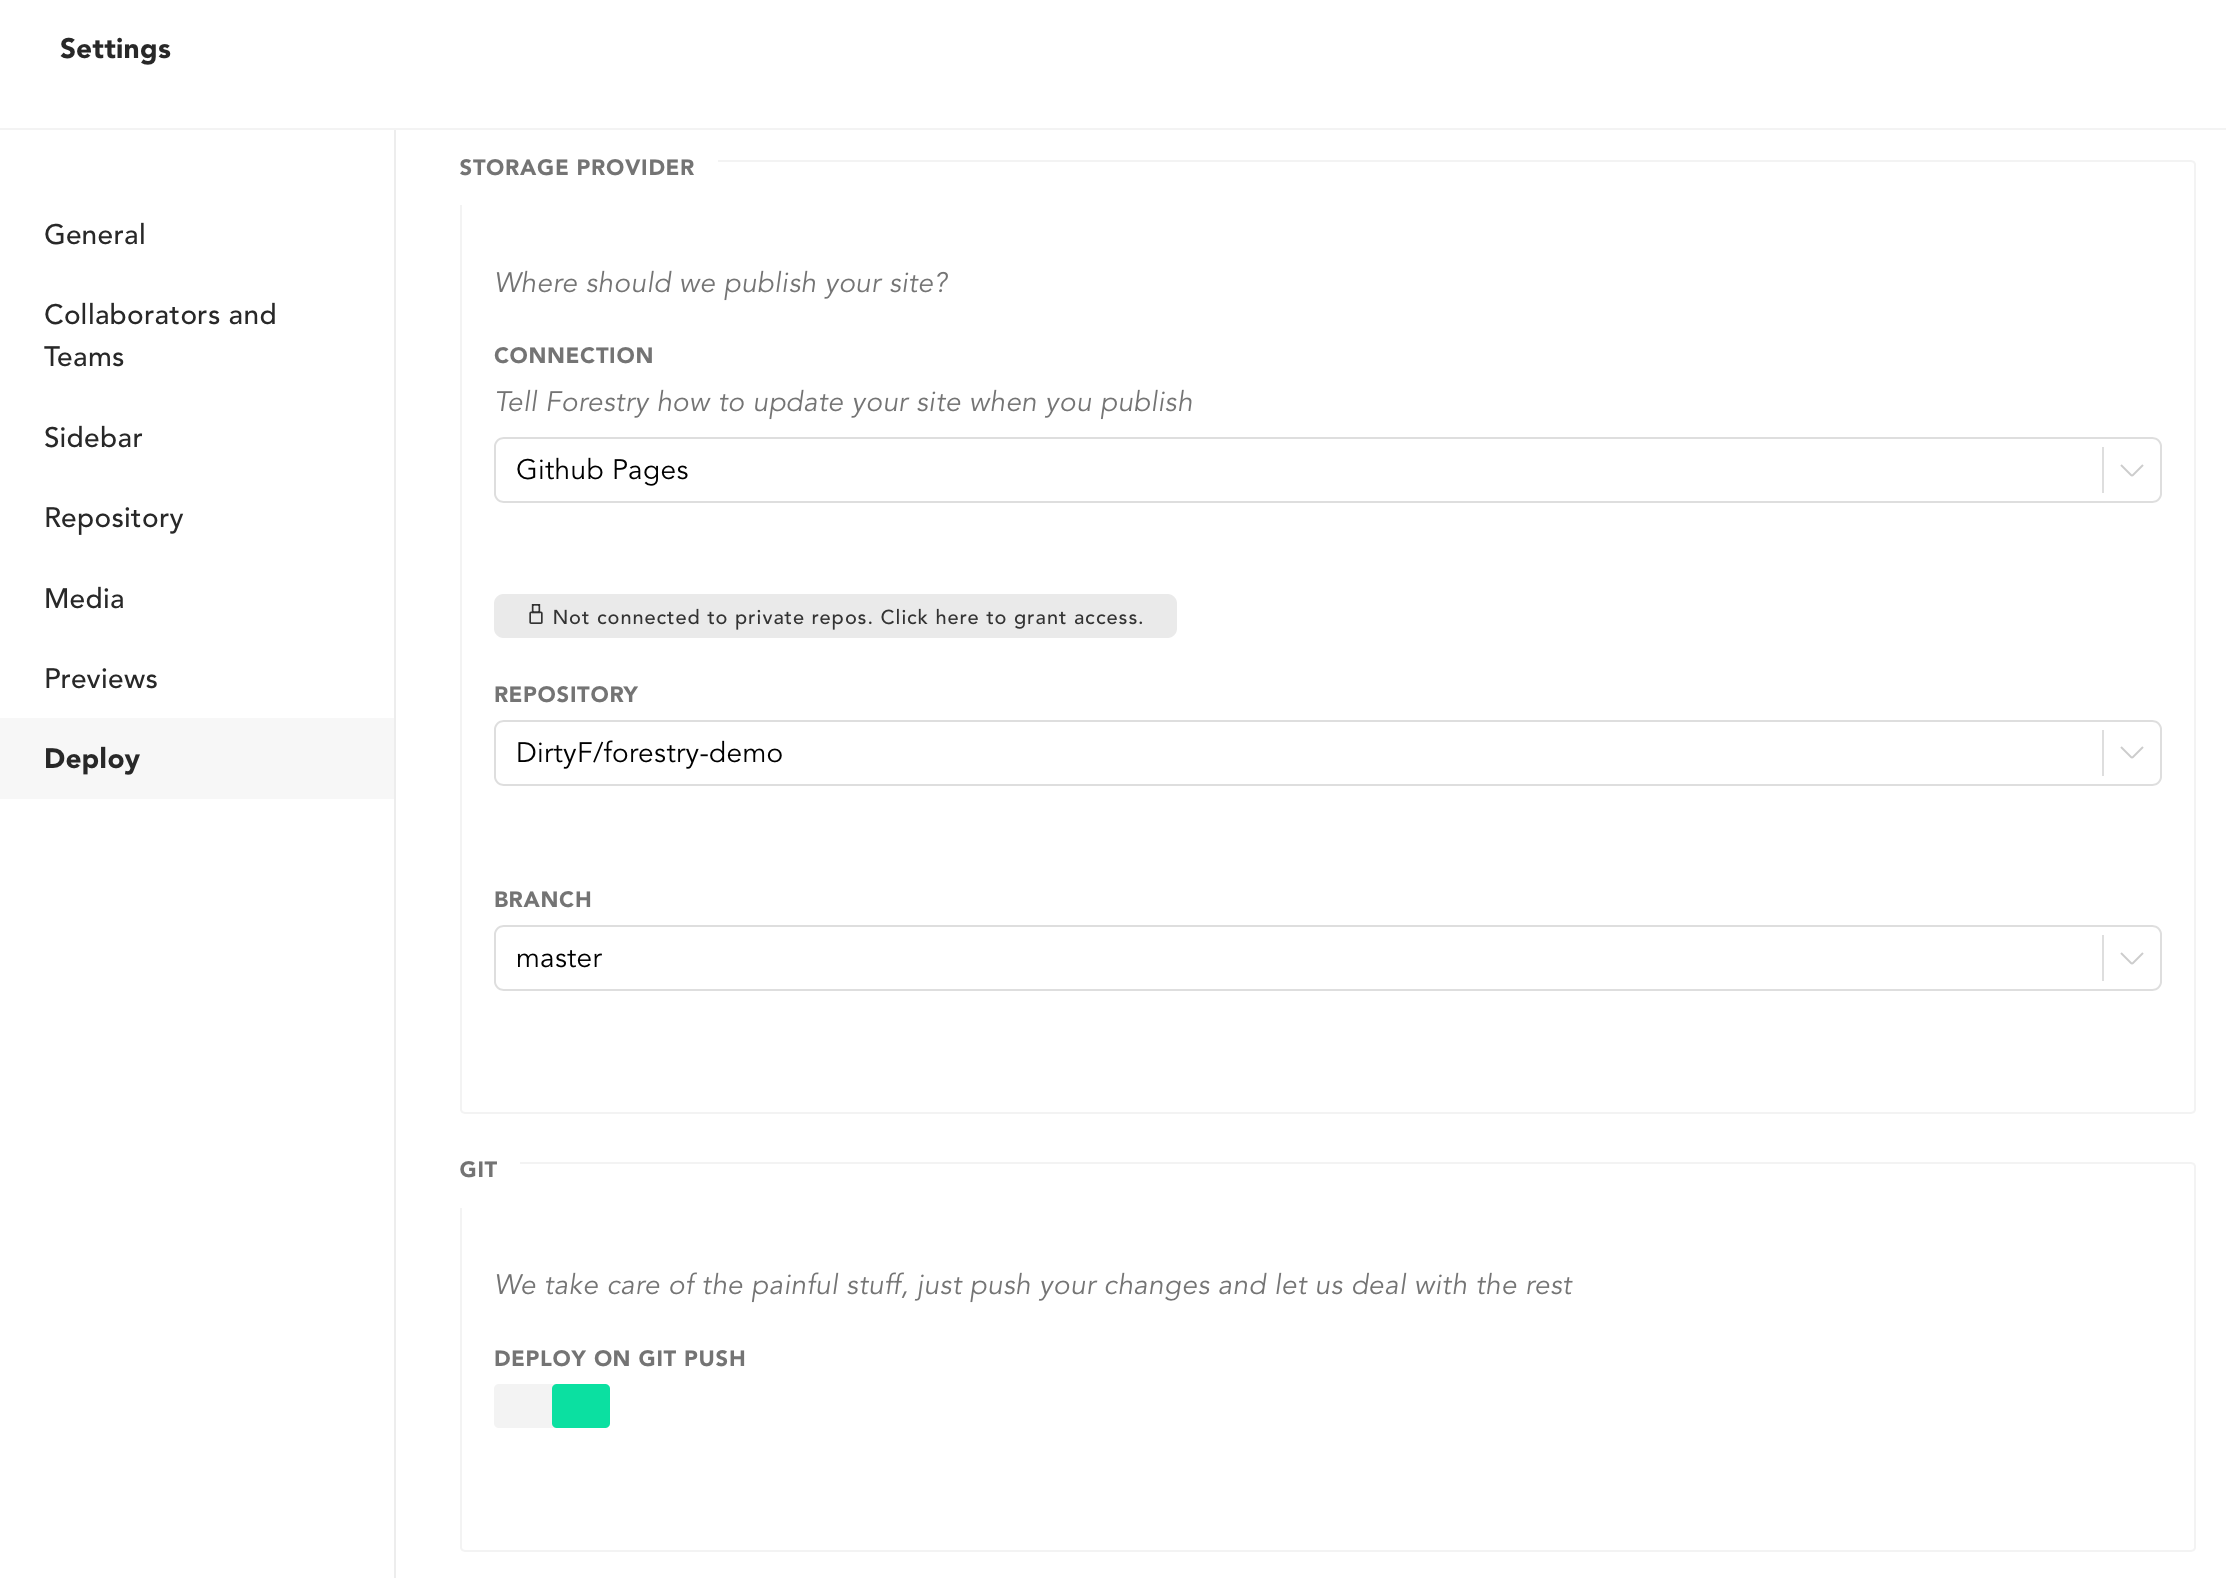 Settings
General
Collaborators and
Teams
Sidebar
Repository
Media
Previews
Deploy
STORAGE PROVIDER
Where should we publish your site?
CONNECTION
Tell Forestry how to update your site when you publish
Github Pages
Not connected to private repos. Click here to grant access.
REPOSITORY
DirtyF/forestry-demo
BRANCH
master
GIT
We take care of the painful stuff, just push your changes and let us deal with the rest
DEPLOY ON GIT PUSH